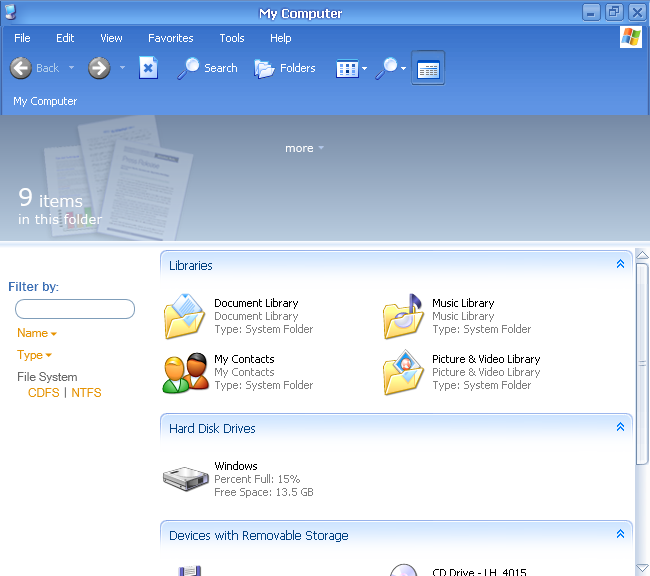 My Computer
File Edit View Favorites Tools Help
Back Search Folders
My Computer
more
9 items
in this folder
Filter by:
Name
Type
File System
CDFS | NTFS
Libraries
Document Library
Document Library
Type: System Folder
Music Library
Music Library
Type: System Folder
My Contacts
My Contacts
Type: System Folder
Picture & Video Library
Picture & Video Library
Type: System Folder
Hard Disk Drives
Windows
Percent Full: 15%
Free Space: 13.5 GB
Devices with Removable Storage
CD Drive - LH_4015